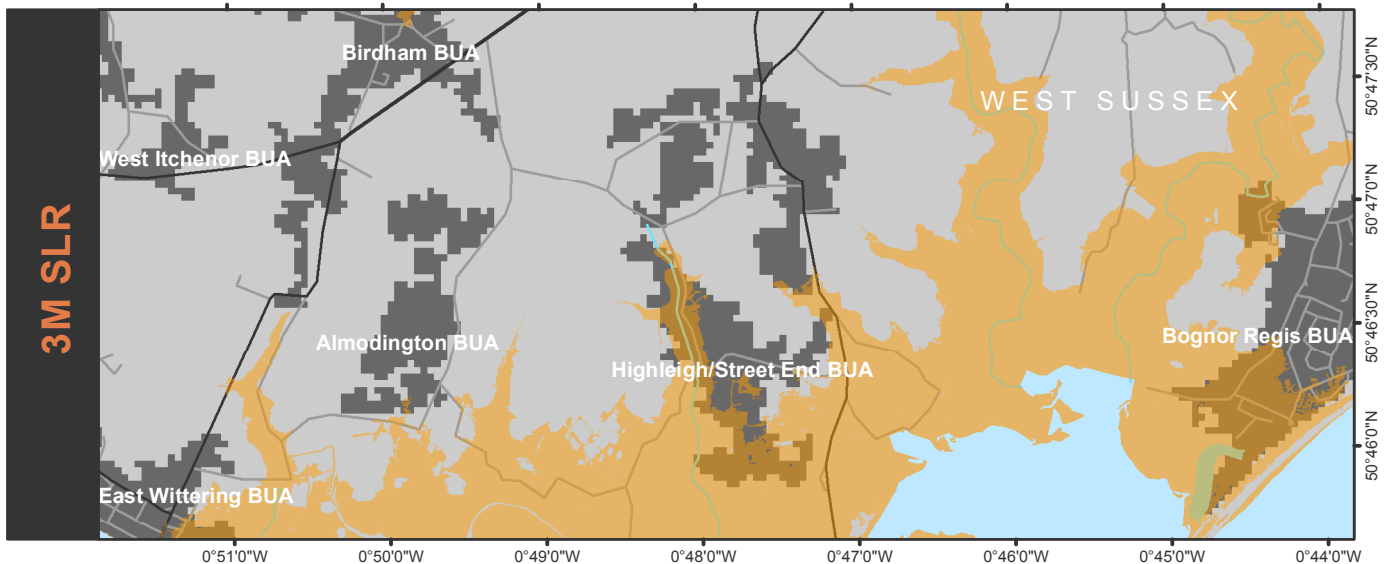 3M SLR
Birdham BUA
WEST SUSSEX
West Itchenor BUA
Almodington BUA
Bognor Regis BUA
Highleigh/Street End BUA
East Wittering BUA
50°47'30"N
50°47'0"N
50°46'30"N
50°46'0"N
0°51'0"W
0°50'0"W
0°49'0"W
0°48'0"W
0°47'0"W
0°46'0"W
0°45'0"W
0°44'0"W